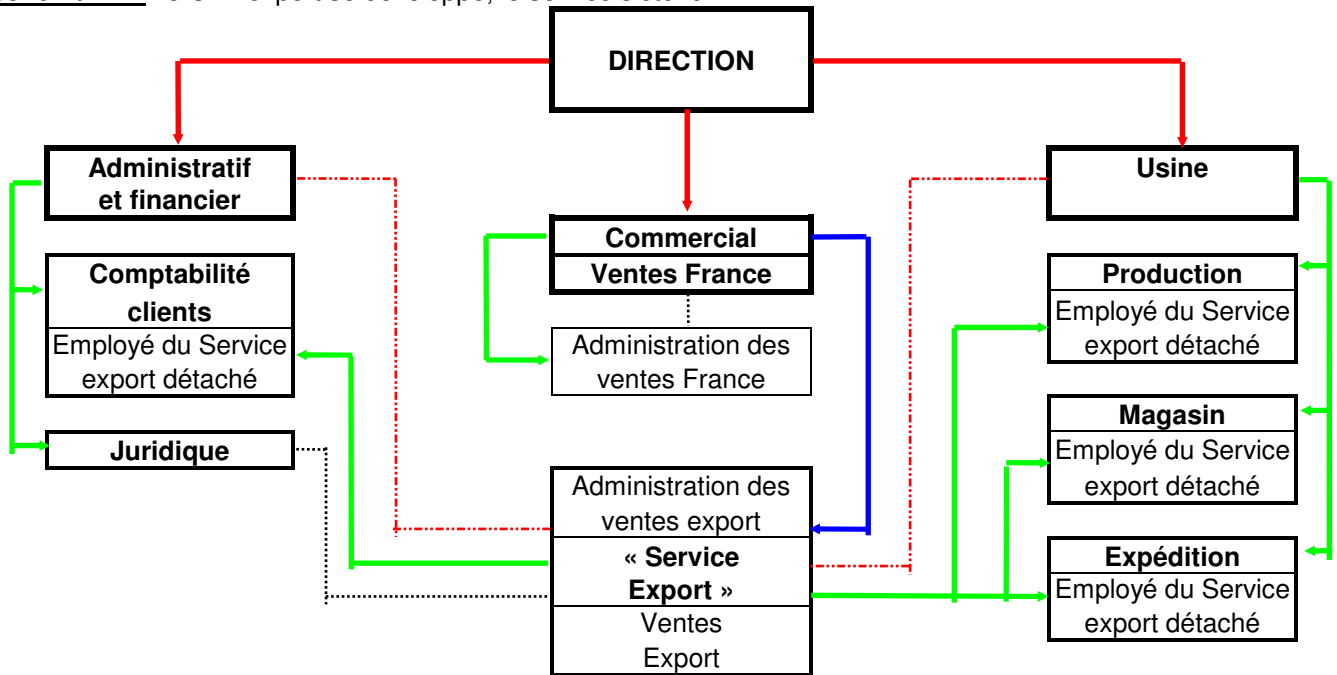 DIRECTION
Administratif
et financier
Usine
Commercial
Ventes France
Comptabilité
clients
Employé du Service
export détaché
Administration des
ventes France
Production
Employé du Service
export détaché
Juridique
Magasin
Employé du Service
export détaché
Administration des
ventes export
« Service
Export »
Ventes
Export
Expédition
Employé du Service
export détaché